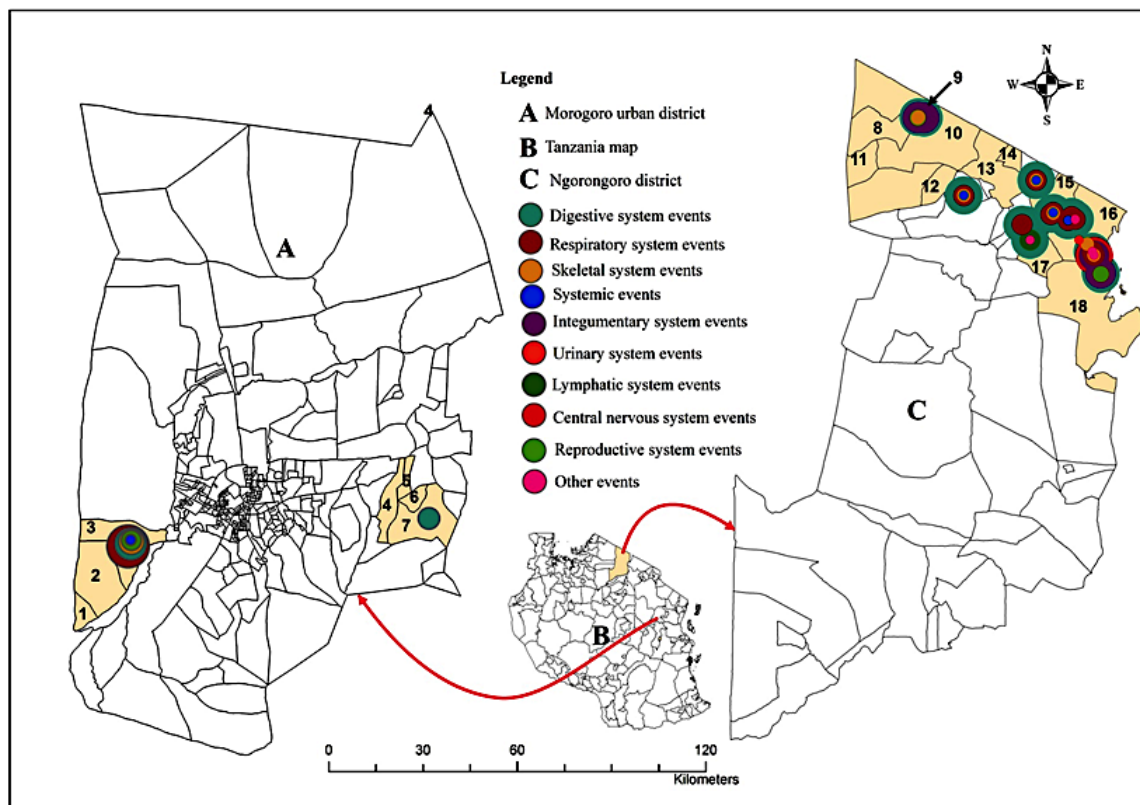 Legend
A Morogoro urban district
B Tanzania map
C Ngorongoro district
Digestive system events
Respiratory system events
Skeletal system events
Systemic events
Integumentary system events
Urinary system events
Lymphatic system events
Central nervous system events
Reproductive system events
Other events
4
A
3
2
1
5
4
6
7
B
N
W E
S
9
8
10
11
14
13
12
15
16
17
18
C
0 30 60 120
Kilometers